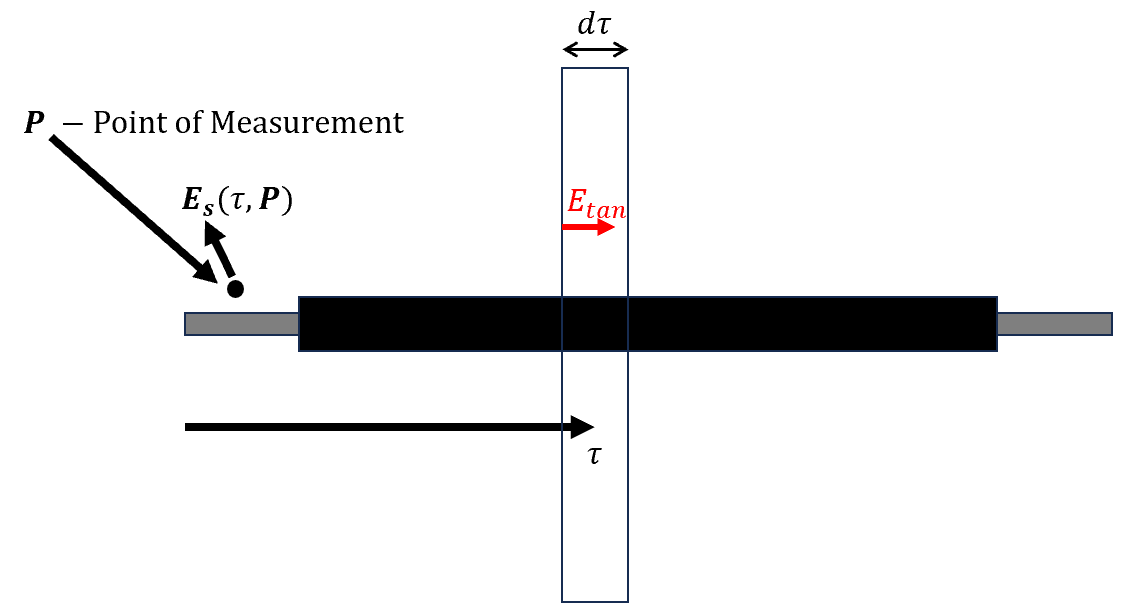 dτ
P – Point of Measurement
E_s(τ, P)
E_tan
τ